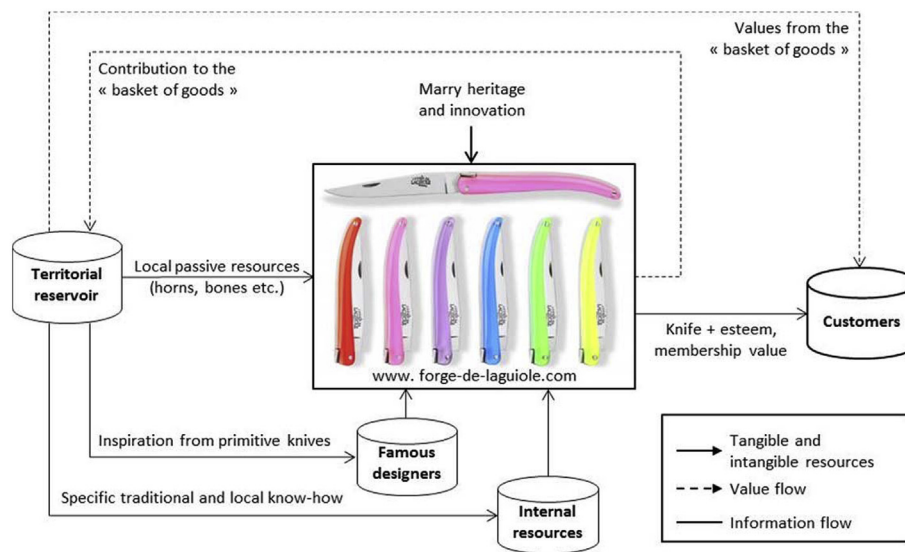 Values from the
« basket of goods »
Contribution to the
« basket of goods »
Marry heritage
and innovation
Territorial
reservoir
Local passive resources
(horns, bones etc.)
www. forge-de-laguiole.com
Knife + esteem,
membership value
Customers
Inspiration from primitive knives
Famous
designers
Specific traditional and local know-how
Internal
resources
Tangible and
intangible resources
Value flow
Information flow